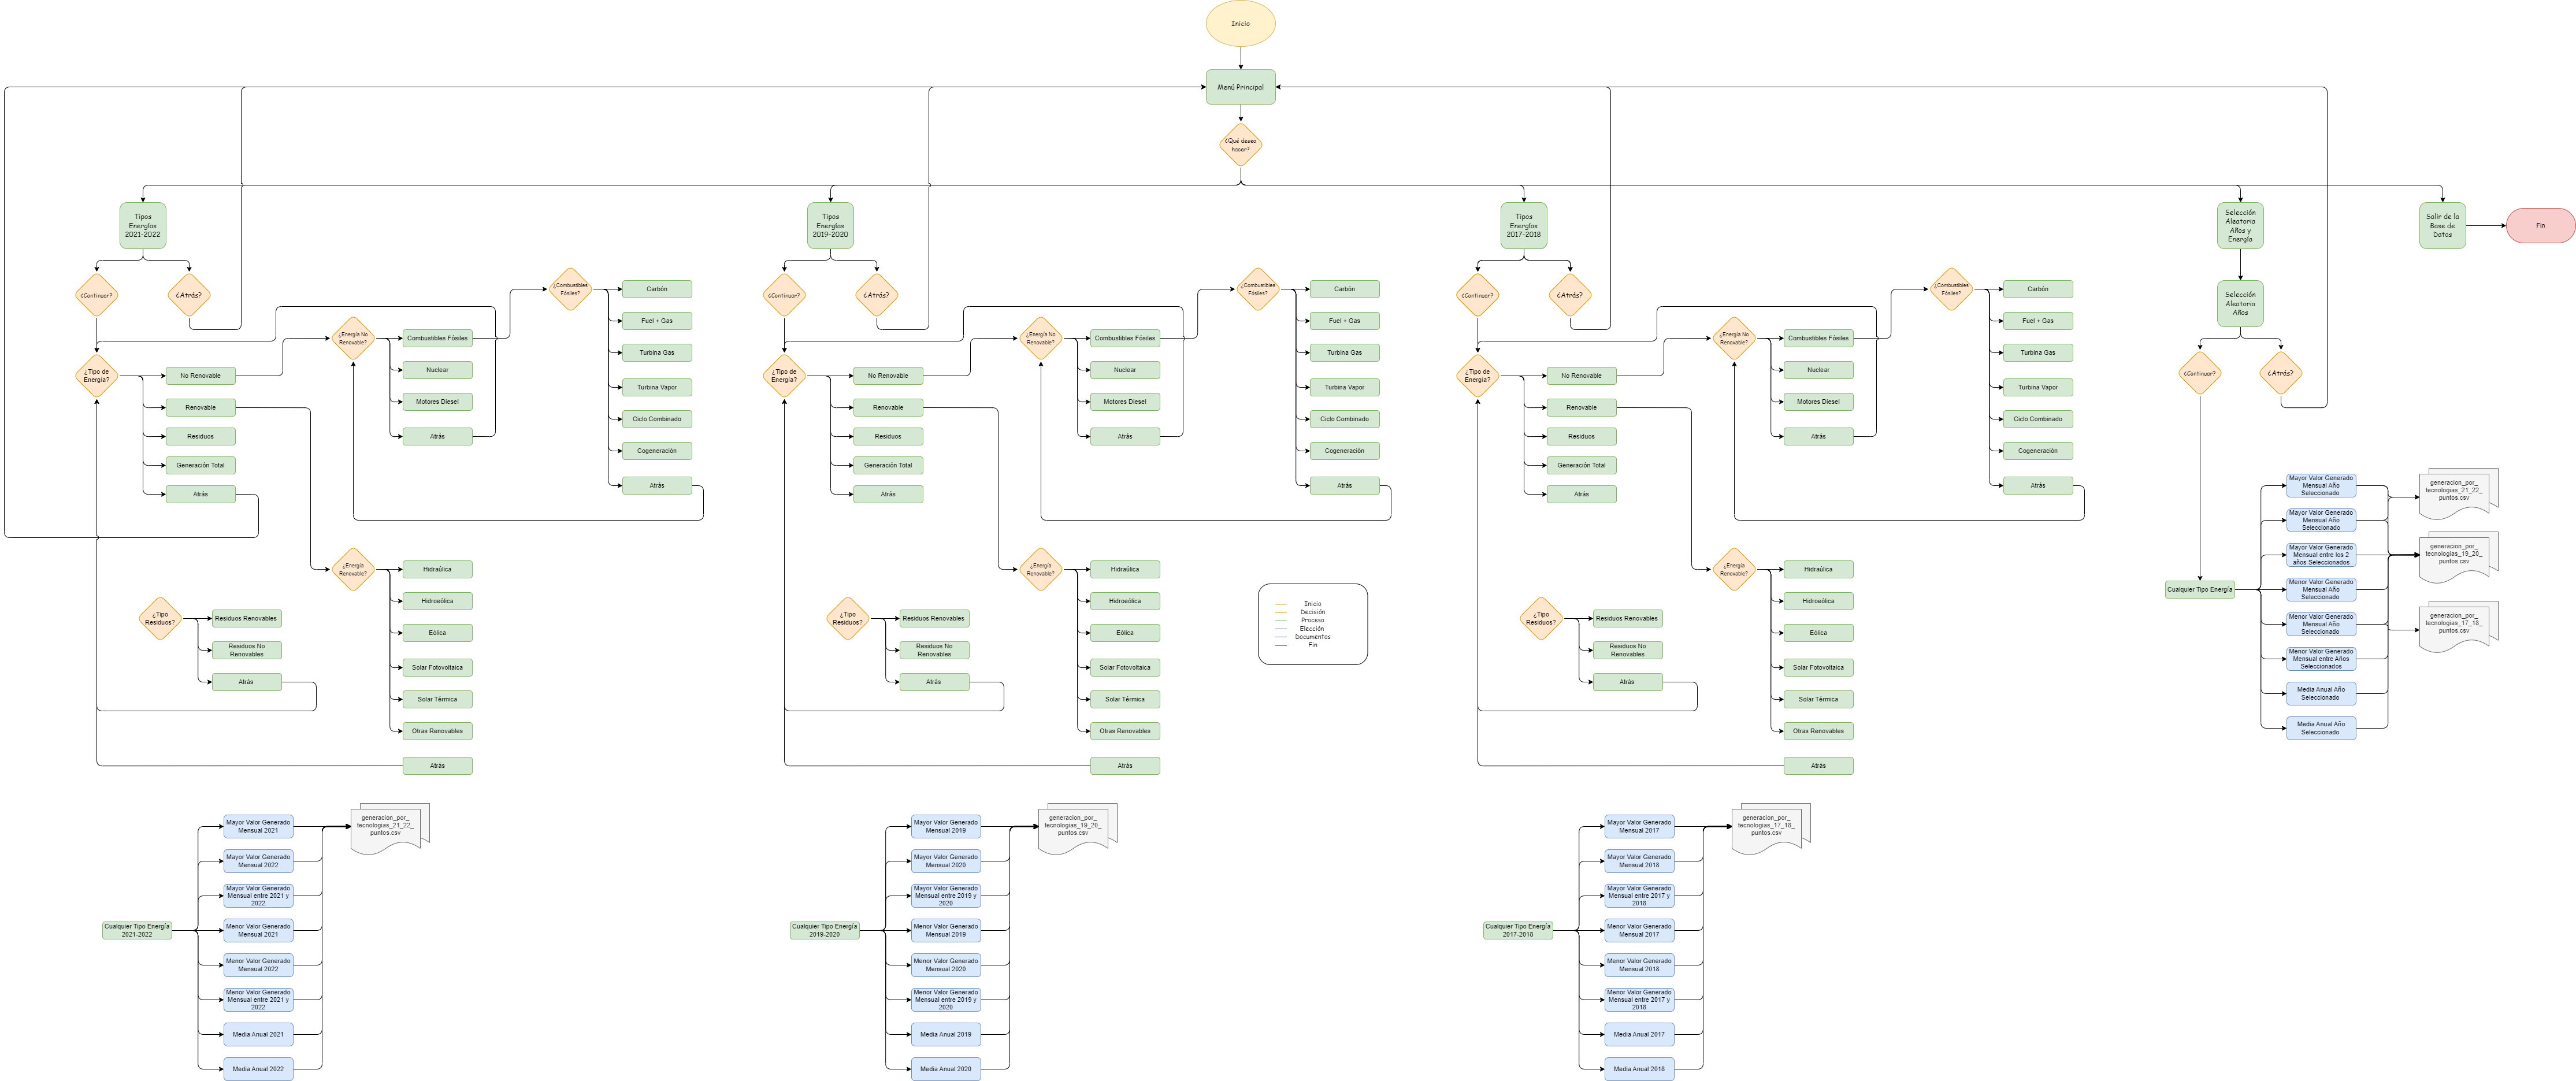 Inicio
Menú Principal
¿Qué desea
hacer?
Tipos
Energías
2021-2022
¿Continuar?
¿Atrás?
¿Tipo de
Energía?
No Renovable
Renovable
Residuos
Generación Total
Atrás
¿Energía No
Renovable?
Combustibles Fósiles
Nuclear
Motores Diesel
Atrás
¿Combustibles
Fósiles?
Carbón
Fuel + Gas
Turbina Gas
Turbina Vapor
Ciclo Combinado
Cogeneración
Atrás
¿Energía
Renovable?
Hidraúlica
Hidroeólica
Eólica
Solar Fotovoltaica
Solar Térmica
Otras Renovables
Atrás
¿Tipo
Residuos?
Residuos Renovables
Residuos No
Renovables
Atrás
Cualquier Tipo Energía
2021-2022
Mayor Valor Generado
Mensual 2021
Mayor Valor Generado
Mensual 2022
Mayor Valor Generado
Mensual entre 2021 y
2022
Menor Valor Generado
Mensual 2021
Menor Valor Generado
Mensual 2022
Menor Valor Generado
Mensual entre 2021 y
2022
Media Anual 2021
Media Anual 2022
generacion_por_
tecnologias_21_22_
puntos.csv
Tipos
Energías
2019-2020
¿Continuar?
¿Atrás?
¿Tipo de
Energía?
No Renovable
Renovable
Residuos
Generación Total
Atrás
¿Energía No
Renovable?
Combustibles Fósiles
Nuclear
Motores Diesel
Atrás
¿Combustibles
Fósiles?
Carbón
Fuel + Gas
Turbina Gas
Turbina Vapor
Ciclo Combinado
Cogeneración
Atrás
¿Energía
Renovable?
Hidraúlica
Hidroeólica
Eólica
Solar Fotovoltaica
Solar Térmica
Otras Renovables
Atrás
¿Tipo
Residuos?
Residuos Renovables
Residuos No
Renovables
Atrás
Cualquier Tipo Energía
2019-2020
Mayor Valor Generado
Mensual 2019
Mayor Valor Generado
Mensual 2020
Mayor Valor Generado
Mensual entre 2019 y
2020
Menor Valor Generado
Mensual 2019
Menor Valor Generado
Mensual 2020
Menor Valor Generado
Mensual entre 2019 y
2020
Media Anual 2019
Media Anual 2020
generacion_por_
tecnologias_19_20_
puntos.csv
Inicio
Decisión
Proceso
Elección
Documentos
Fin
Tipos
Energías
2017-2018
¿Continuar?
¿Atrás?
¿Tipo de
Energía?
No Renovable
Renovable
Residuos
Generación Total
Atrás
¿Energía No
Renovable?
Combustibles Fósiles
Nuclear
Motores Diesel
Atrás
¿Combustibles
Fósiles?
Carbón
Fuel + Gas
Turbina Gas
Turbina Vapor
Ciclo Combinado
Cogeneración
Atrás
¿Energía
Renovable?
Hidraúlica
Hidroeólica
Eólica
Solar Fotovoltaica
Solar Térmica
Otras Renovables
Atrás
¿Tipo
Residuos?
Residuos Renovables
Residuos No
Renovables
Atrás
Cualquier Tipo Energía
2017-2018
Mayor Valor Generado
Mensual 2017
Mayor Valor Generado
Mensual 2018
Mayor Valor Generado
Mensual entre 2017 y
2018
Menor Valor Generado
Mensual 2017
Menor Valor Generado
Mensual 2018
Menor Valor Generado
Mensual entre 2017 y
2018
Media Anual 2017
Media Anual 2018
generacion_por_
tecnologias_17_18_
puntos.csv
Selección
Aleatoria
Años y
Energía
Selección
Aleatoria
Años
¿Continuar?
¿Atrás?
Cualquier Tipo Energía
Mayor Valor Generado
Mensual Año
Seleccionado
Mayor Valor Generado
Mensual Año
Seleccionado
Mayor Valor Generado
Mensual entre los 2
años Seleccionados
Menor Valor Generado
Mensual Año
Seleccionado
Menor Valor Generado
Mensual Año
Seleccionado
Menor Valor Generado
Mensual entre Años
Seleccionados
Media Anual Año
Seleccionado
Media Anual Año
Seleccionado
generacion_por_
tecnologias_21_22_
puntos.csv
generacion_por_
tecnologias_19_20_
puntos.csv
generacion_por_
tecnologias_17_18_
puntos.csv
Salir de la
Base de
Datos
Fin